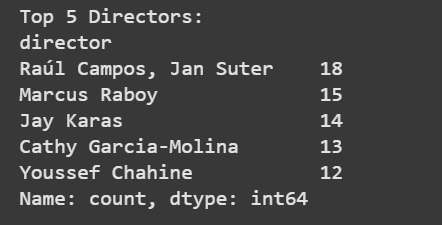 Top 5 Directors:
director
Raúl Campos, Jan Suter    18
Marcus Raboy              15
Jay Karas                 14
Cathy Garcia-Molina       13
Youssef Chahine           12
Name: count, dtype: int64